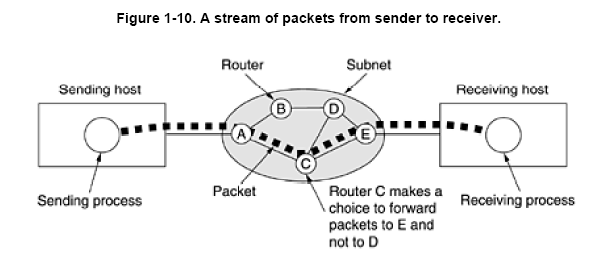 Figure 1-10. A stream of packets from sender to receiver.
Router
Subnet
Sending host
Receiving host
B
D
A
E
C
Packet
Sending process
Router C makes a
choice to forward
packets to E and
not to D
Receiving process